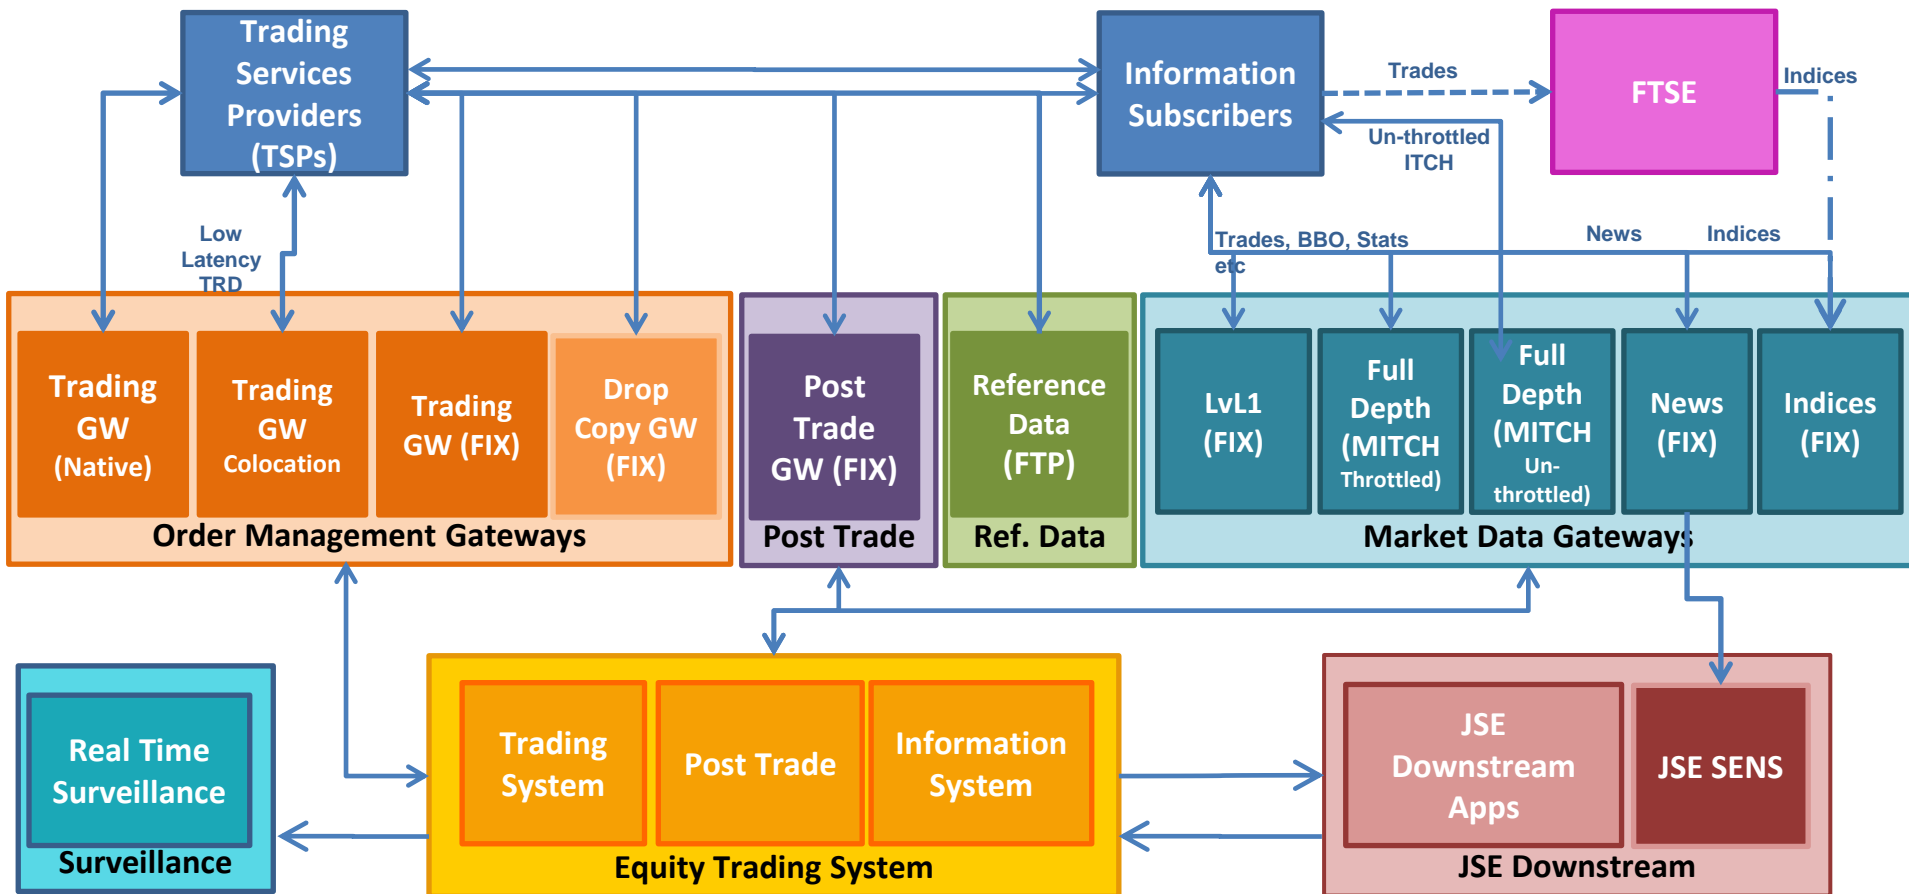 Trading
Services
Providers
(TSPs)
Information
Subscribers
Trades
FTSE
Indices
Un-throttled
ITCH
Low
Latency
TRD
Trades, BBO, Stats
etc
News
Indices
Trading
GW
(Native)
Trading
GW
Colocation
Trading
GW (FIX)
Drop
Copy GW
(FIX)
Order Management Gateways
Post
Trade
GW (FIX)
Post Trade
Reference
Data
(FTP)
Ref. Data
LvL1
(FIX)
Full
Depth
(MITCH
Throttled)
Full
Depth
(MITCH
Un-
throttled)
News
(FIX)
Indices
(FIX)
Market Data Gateways
Real Time
Surveillance
Surveillance
Trading
System
Post Trade
Information
System
Equity Trading System
JSE
Downstream
Apps
JSE SENS
JSE Downstream